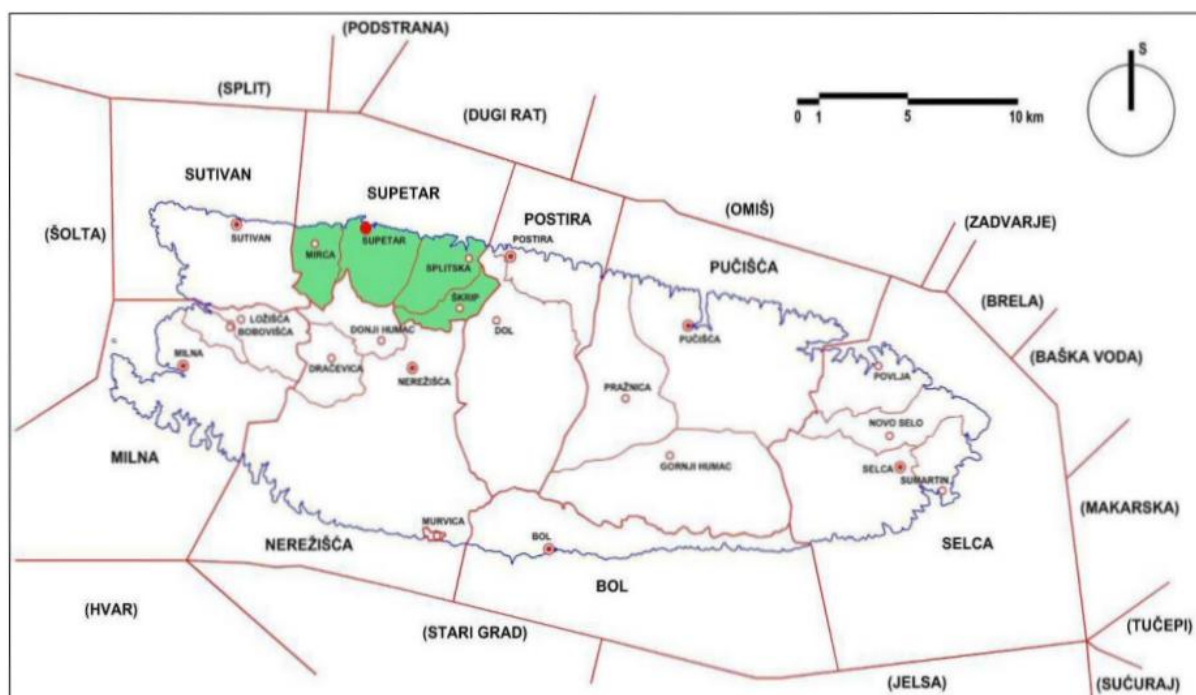 (PODSTRANA)
(SPLIT)
(DUGI RAT)
S
0 1 5 10 km
SUTIVAN
SUPETAR
POSTIRA
(OMIŠ)
(ZADVARJE)
(ŠOLTA)
SUTIVAN
SUPETAR
MIRCA
SPLITSKA
POSTIRA
PUČIŠĆA
(BRELA)
ŠKRIP
LOŽIŠĆA
BOBOVIŠĆA
DONJI HUMAC
DOL
PUČIŠĆA
(BAŠKA VODA)
MILNA
DRAČEVICA
NEREŽIŠĆA
POVLJA
PRAŽNICA
NOVO SELO
MILNA
GORNJI HUMAC
SELCA
SUMARTIN
(MAKARSKA)
MURVICA
NEREŽIŠĆA
BOL
SELCA
BOL
(HVAR)
(STARI GRAD)
(TUČEPI)
(JELSA)
(SUĆURAJ)